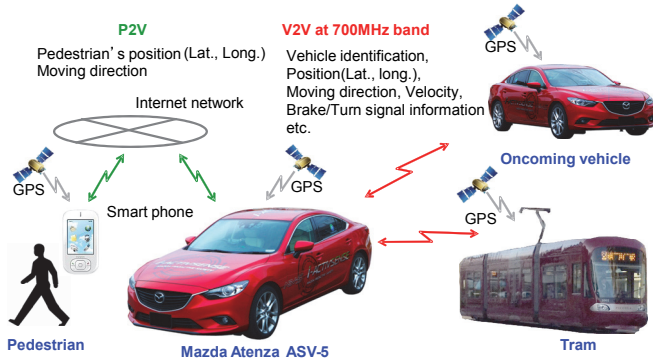 P2V
Pedestrian's position (Lat., Long.)
Moving direction
Internet network
V2V at 700MHz band
Vehicle identification,
Position(Lat., long.),
Moving direction, Velocity,
Brake/Turn signal information
etc.
GPS
Oncoming vehicle
GPS
GPS
GPS
Smart phone
Pedestrian
Mazda Atenza ASV-5
Tram